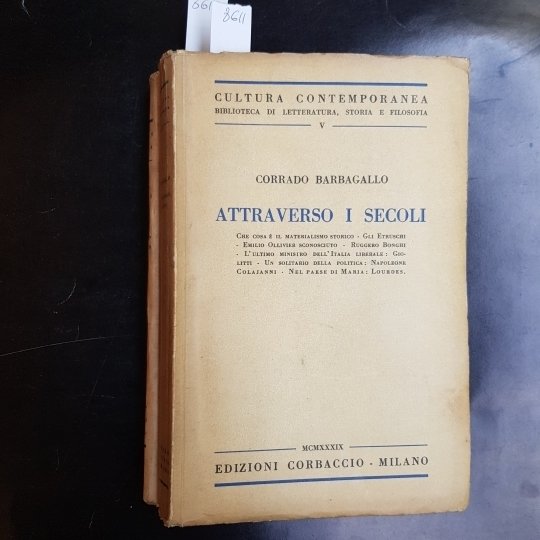 8611
CULTURA CONTEMPORANEA
BIBLIOTECA DI LETTERATURA, STORIA E FILOSOFIA
V
CORRADO BARBAGALLO
ATTRAVERSO I SECOLI
CHE COSA È IL MATERIALISMO STORICO - GLI ETRUSCHI
- EMILIO OLLIVIER SCONOSCIUTO - RUGGERO BONGHI
- L'ULTIMO MINISTRO DELL'ITALIA LIBERALE: GIO-
LITTI - UN SOLITARIO DELLA POLITICA: NAPOLEONE
COLAJANNI - NEL PAESE DI MARIA: LOURDES.
MCMXXXIX
EDIZIONI CORBACCIO - MILANO